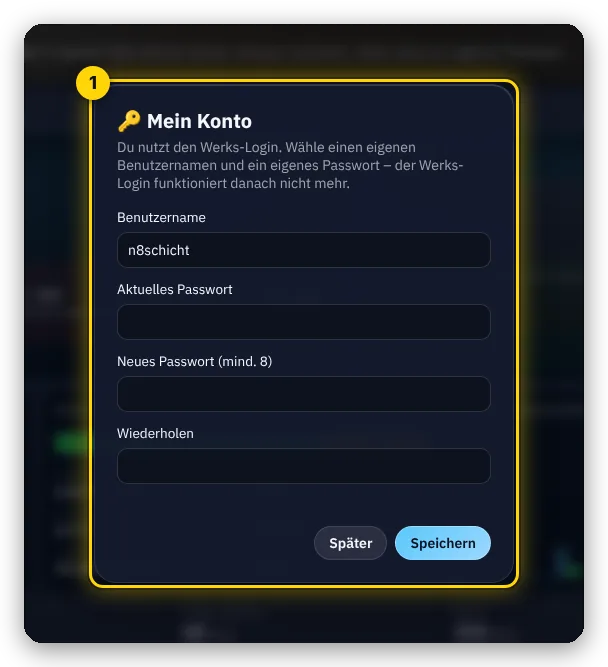 1
🔑 Mein Konto
Du nutzt den Werks-Login. Wähle einen eigenen
Benutzernamen und ein eigenes Passwort – der Werks-
Login funktioniert danach nicht mehr.
Benutzername
n8schicht
Aktuelles Passwort
Neues Passwort (mind. 8)
Wiederholen
Später
Speichern